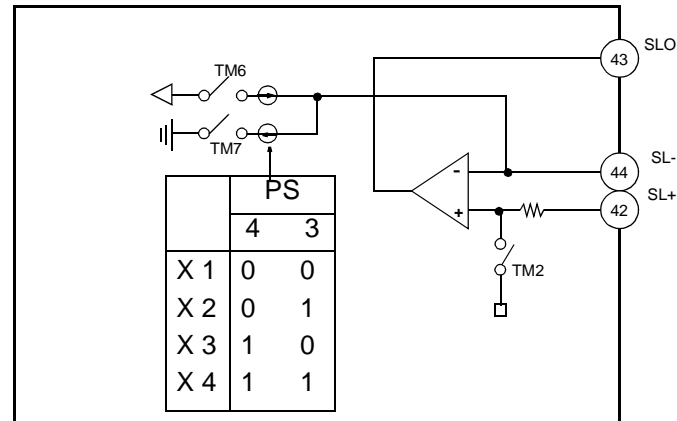 SLO
43
TM6
TM7
SL-
44
-
SL+
42
+
TM2
PS
4 3
X 1 0 0
X 2 0 1
X 3 1 0
X 4 1 1